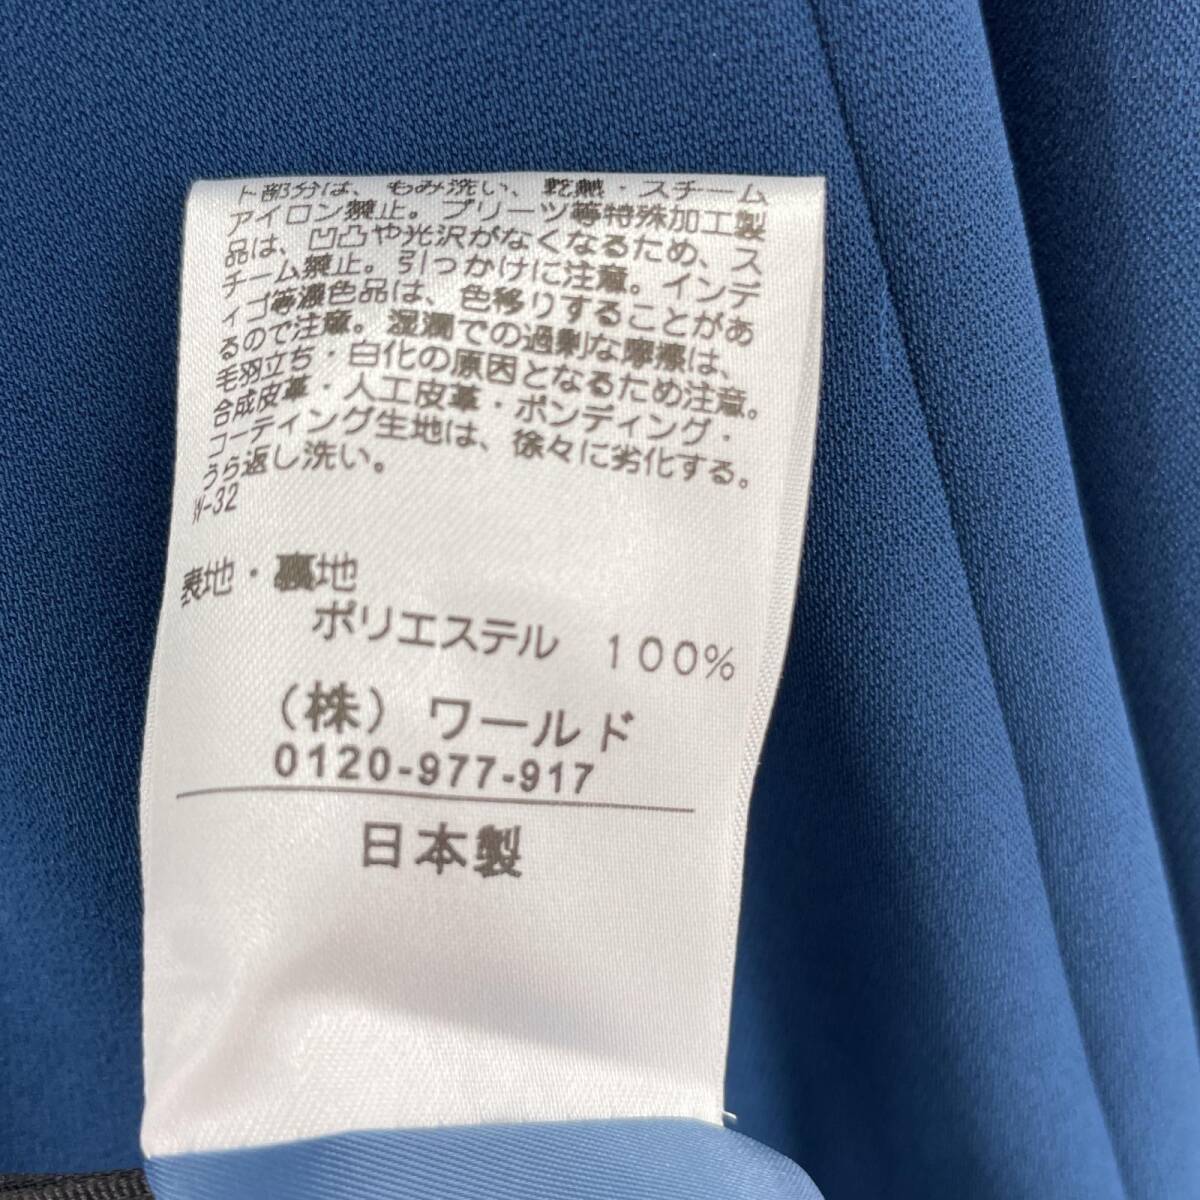 ト部分は、もみ洗い、乾燥・スチーム
アイロン禁止。プリーツ等特殊加工製
品は、凹凸や光沢がなくなるため、ス
チーム禁止。引っかけに注意。インデ
ィゴ等濃色品は、色移りすることがあ
るので注意。湿潤での過剰な摩擦は、
毛羽立ち・白化の原因となるため注意。
合成皮革・人工皮革・ボンディング・
コーティング生地は、徐々に劣化する。
うら返し洗い。
W-32
表地・裏地
ポリエステル 100%
（株）ワールド
0120-977-917
日本製